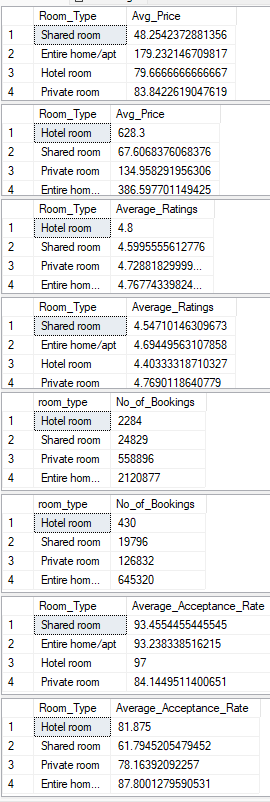 Room_Type Avg_Price
1 Shared room 48.2542372881356
2 Entire home/apt 179.232146709817
3 Hotel room 79.6666666666667
4 Private room 83.8422619047619
Room_Type Avg_Price
1 Hotel room 628.3
2 Shared room 67.6068376068376
3 Private room 134.958291956306
4 Entire hom... 386.597701149425
Room_Type Average_Ratings
1 Hotel room 4.8
2 Shared room 4.5995555612776
3 Private room 4.72881829999...
4 Entire hom... 4.76774339824...
Room_Type Average_Ratings
1 Shared room 4.54710146309673
2 Entire home/apt 4.69449563107858
3 Hotel room 4.40333318710327
4 Private room 4.7690118640779
room_type No_of_Bookings
1 Hotel room 2284
2 Shared room 24829
3 Private room 558896
4 Entire hom... 2120877
room_type No_of_Bookings
1 Hotel room 430
2 Shared room 19796
3 Private room 126832
4 Entire hom... 645320
Room_Type Average_Acceptance_Rate
1 Shared room 93.4554455445545
2 Entire home/apt 93.238338516215
3 Hotel room 97
4 Private room 84.1449511400651
Room_Type Average_Acceptance_Rate
1 Hotel room 81.875
2 Shared room 61.7945205479452
3 Private room 78.16392092257
4 Entire hom... 87.8001279590531